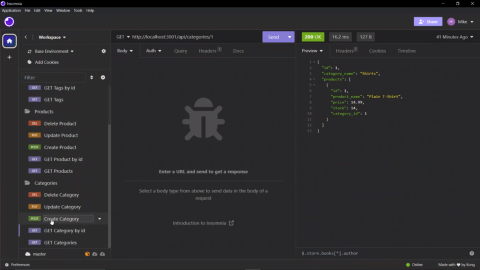 Insomnia
Application File Edit View Window Tools Help
Share
Mike
Workspace
Base Environment
Add Cookies
Filter
GET Tags by id
GET Tags
Products
Delete Product
Update Product
Create Product
GET Product by id
GET Products
Categories
Delete Category
Update Category
Create Category
GET Category by id
GET Categories
master
Preferences
GET http://localhost:3001/api/categories/1
Send
Body Auth Query Headers Docs
Enter a URL and send to get a response
Select a body type from above to send data in the body of a
request
Introduction to Insomnia
200 OK 16.2 ms 127 B
41 Minutes Ago
Preview Headers Cookies Timeline
{
"id": 1,
"category_name": "Shirts",
"products": [
{
"id": 1,
"product_name": "Plain T-Shirt",
"price": 14.99,
"stock": 14,
"category_id": 1
}
]
}
$.store.books[*].author
Online
Made with ♥ by Kong